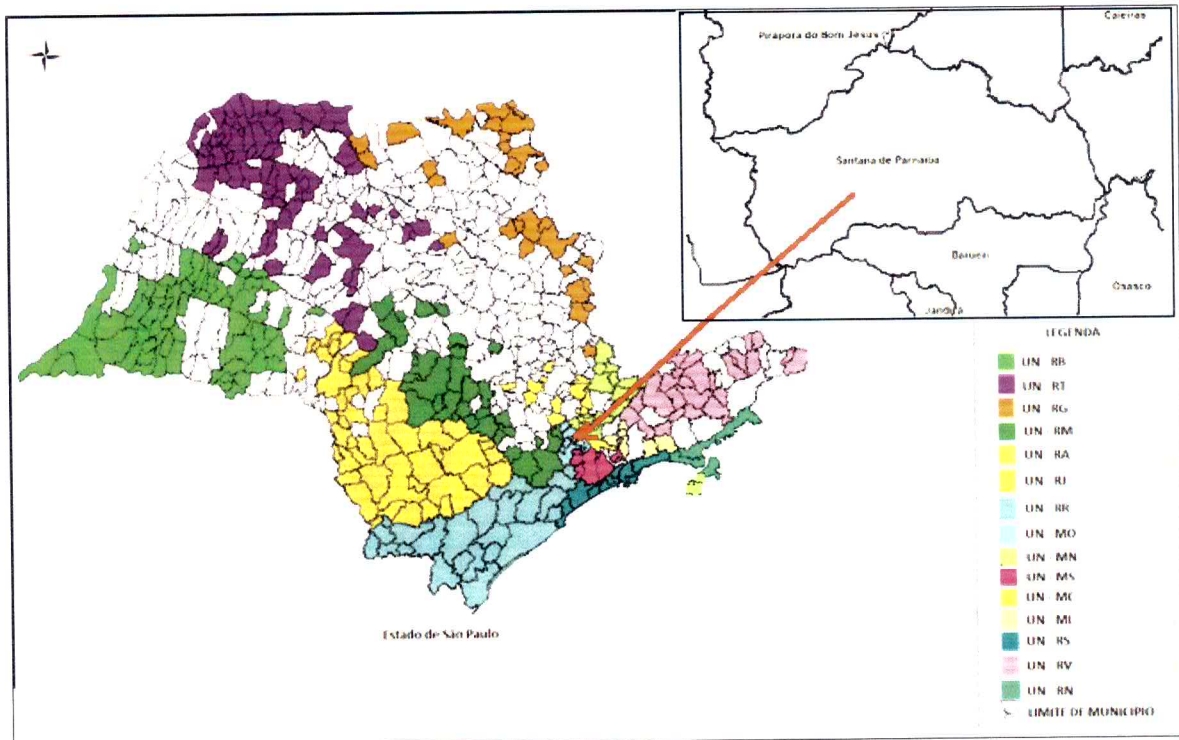 Caieiras
Pirapora do Bom Jesus
Santana de Parnaíba
Barueri
Osasco
Jandira
LEGENDA
UN RB
UN RT
UN RG
UN RM
UN RA
UN RJ
UN RR
UN MO
UN MN
UN MS
UN MC
UN ML
UN RS
UN RV
UN RN
LIMITE DE MUNICIPIO
Estado de São Paulo